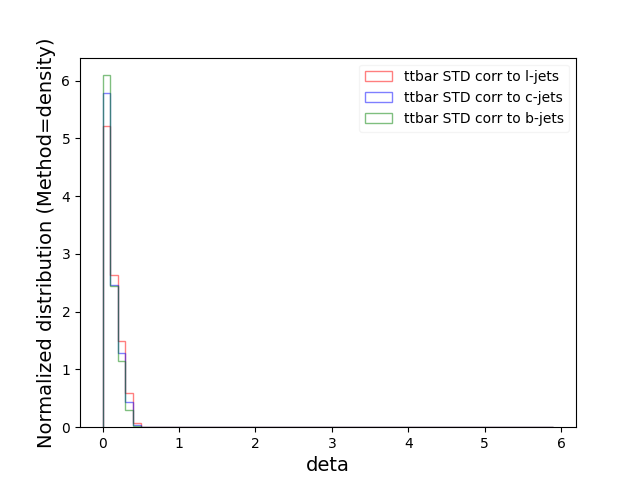 Normalized distribution (Method=density)
6
5
4
3
2
1
0
ttbar STD corr to l-jets
ttbar STD corr to c-jets
ttbar STD corr to b-jets
0 1 2 3 4 5 6
deta